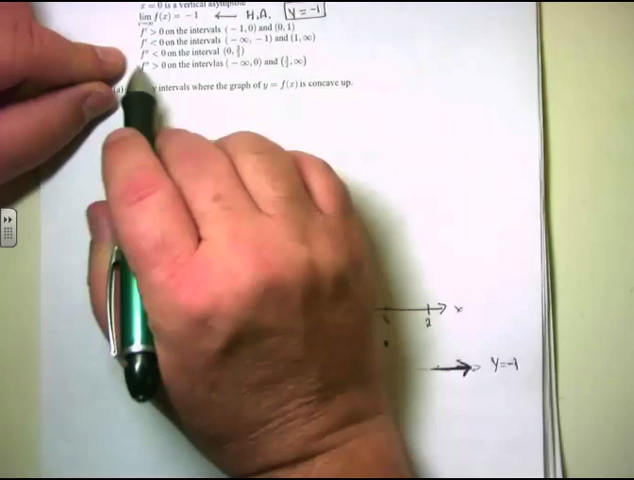 x = 0 is a vertical asymptote
lim f(x) = −1 ← H.A. Y=-1
x→∞
f' > 0 on the intervals (−1, 0) and (0, 1)
f' < 0 on the intervals (−∞, −1) and (1, ∞)
f'' < 0 on the interval (0, 3/2)
f'' > 0 on the intervlas (−∞, 0) and (3/2, ∞)
(a) intervals where the graph of y = f(x) is concave up.
x
2
Y=-1